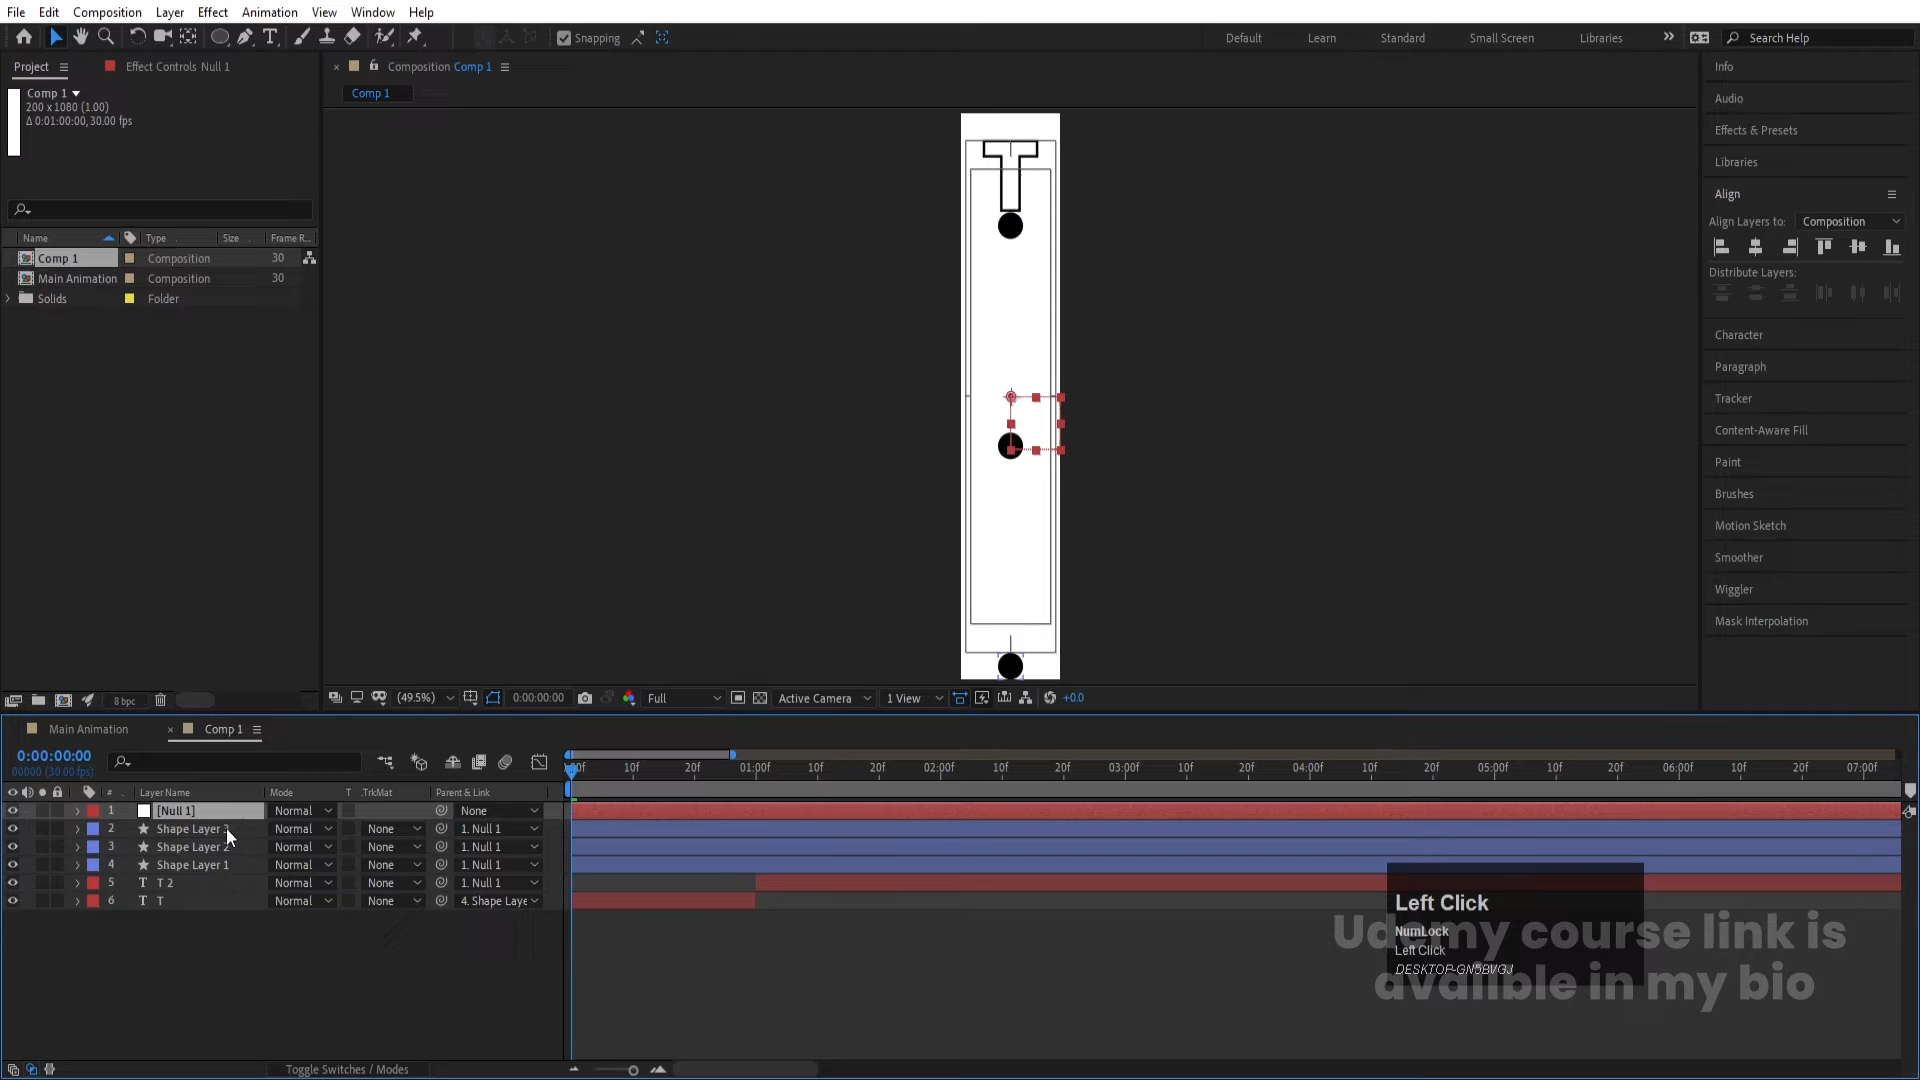 File Edit Composition Layer Effect Animation View Window Help
Snapping Default Learn Standard Small Screen Libraries Search Help
Project Effect Controls Null 1
Composition Comp 1
Comp 1
Comp 1
200 x 1080 (1.00)
Δ 0:01:00:00, 30.00 fps
Name Type Size Frame R...
Comp 1 Composition 30
Main Animation Composition 30
Solids Folder
8 bpc
(49.5%) 0:00:00:00 Full Active Camera 1 View +0.0
Info
Audio
Effects & Presets
Libraries
Align
Align Layers to: Composition
Distribute Layers:
Character
Paragraph
Tracker
Content-Aware Fill
Paint
Brushes
Motion Sketch
Smoother
Wiggler
Mask Interpolation
Main Animation Comp 1
0:00:00:00
00000 (30.00 fps)
10f 20f 01:00f 10f 20f 02:00f 10f 20f 03:00f 10f 20f 04:00f 10f 20f 05:00f 10f 20f 06:00f 10f 20f 07:00f
# Layer Name Mode T .TrkMat Parent & Link
1 [Null 1] Normal None
2 Shape Layer 3 Normal None 1. Null 1
3 Shape Layer 2 Normal None 1. Null 1
4 Shape Layer 1 Normal None 1. Null 1
5 T T 2 Normal None 1. Null 1
6 T T Normal None 4. Shape Laye
Left Click
NumLock
Left Click
DESKTOP-GN5BVGJ
Udemy course link is
availble in my bio
Toggle Switches / Modes
T